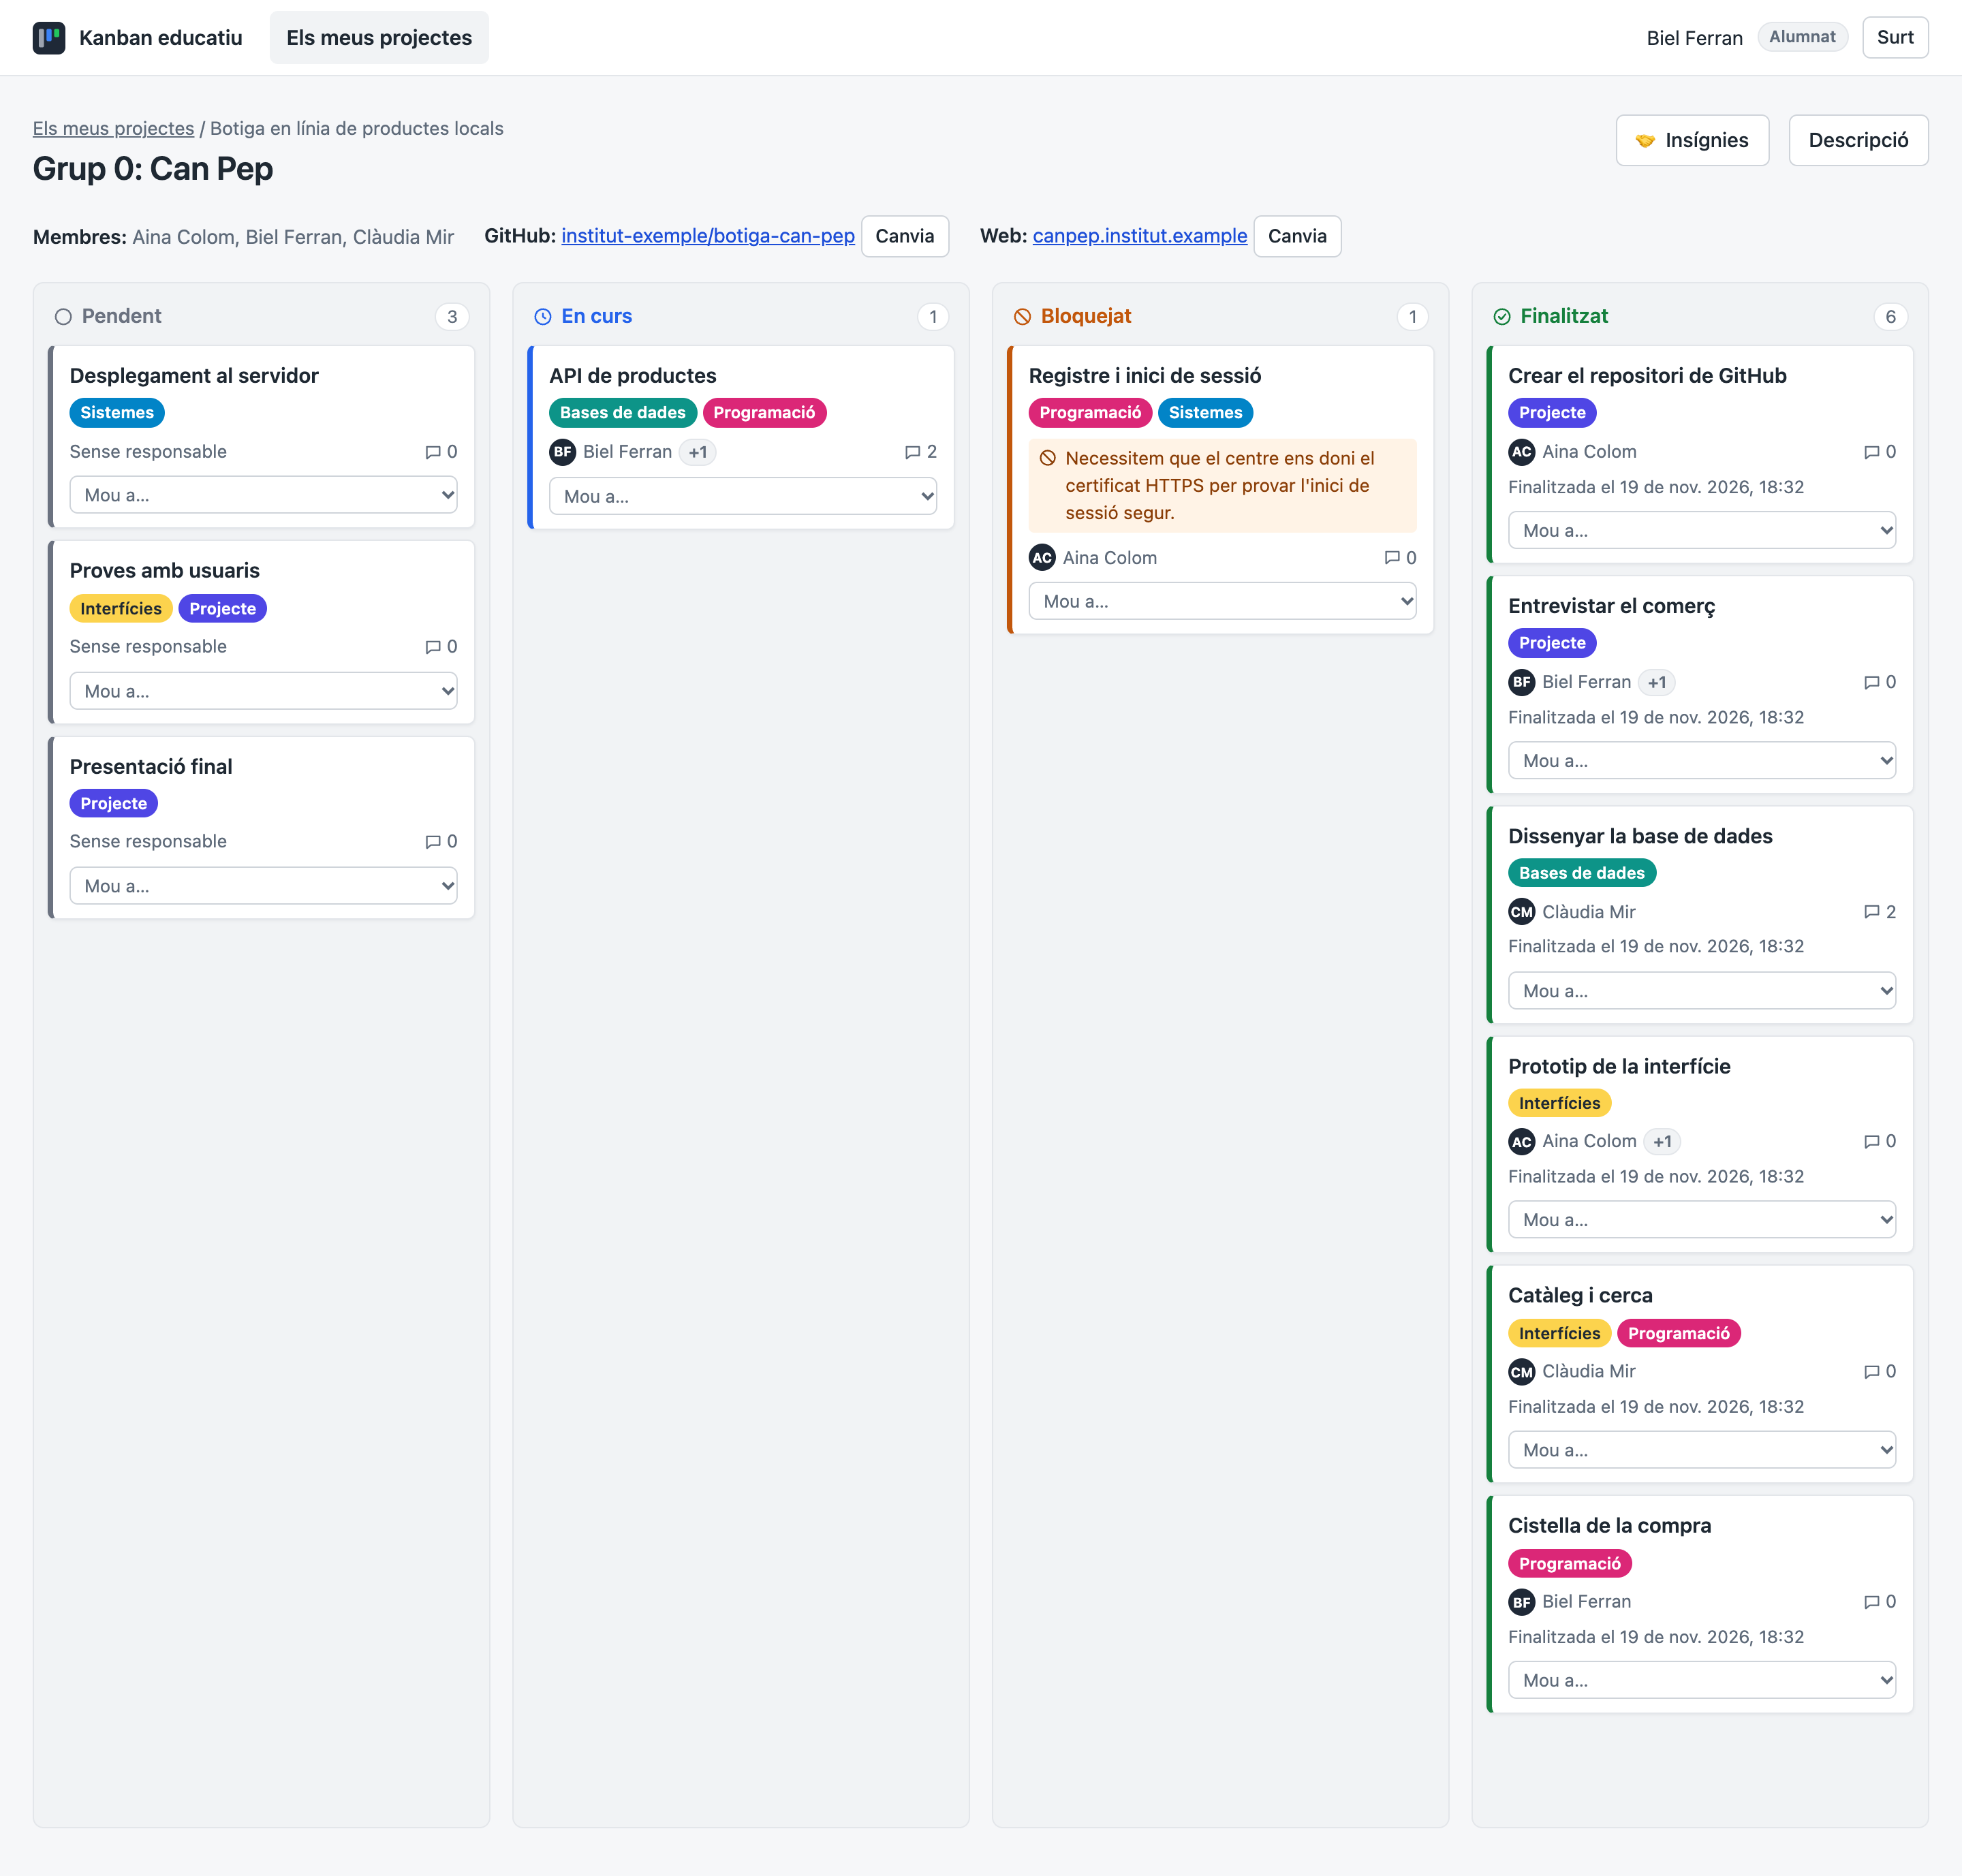 Kanban educatiu
Els meus projectes
Biel Ferran
Alumnat
Surt
Els meus projectes / Botiga en línia de productes locals
Grup 0: Can Pep
Insígnies
Descripció
Membres: Aina Colom, Biel Ferran, Clàudia Mir
GitHub: institut-exemple/botiga-can-pep
Canvia
Web: canpep.institut.example
Canvia
Pendent
3
Desplegament al servidor
Sistemes
Sense responsable
0
Mou a...
Proves amb usuaris
Interfícies
Projecte
Sense responsable
0
Mou a...
Presentació final
Projecte
Sense responsable
0
Mou a...
En curs
1
API de productes
Bases de dades
Programació
BF
Biel Ferran
+1
2
Mou a...
Bloquejat
1
Registre i inici de sessió
Programació
Sistemes
Necessitem que el centre ens doni el
certificat HTTPS per provar l'inici de
sessió segur.
AC
Aina Colom
0
Mou a...
Finalitzat
6
Crear el repositori de GitHub
Projecte
AC
Aina Colom
0
Finalitzada el 19 de nov. 2026, 18:32
Mou a...
Entrevistar el comerç
Projecte
BF
Biel Ferran
+1
0
Finalitzada el 19 de nov. 2026, 18:32
Mou a...
Dissenyar la base de dades
Bases de dades
CM
Clàudia Mir
2
Finalitzada el 19 de nov. 2026, 18:32
Mou a...
Prototip de la interfície
Interfícies
AC
Aina Colom
+1
0
Finalitzada el 19 de nov. 2026, 18:32
Mou a...
Catàleg i cerca
Interfícies
Programació
CM
Clàudia Mir
0
Finalitzada el 19 de nov. 2026, 18:32
Mou a...
Cistella de la compra
Programació
BF
Biel Ferran
0
Finalitzada el 19 de nov. 2026, 18:32
Mou a...